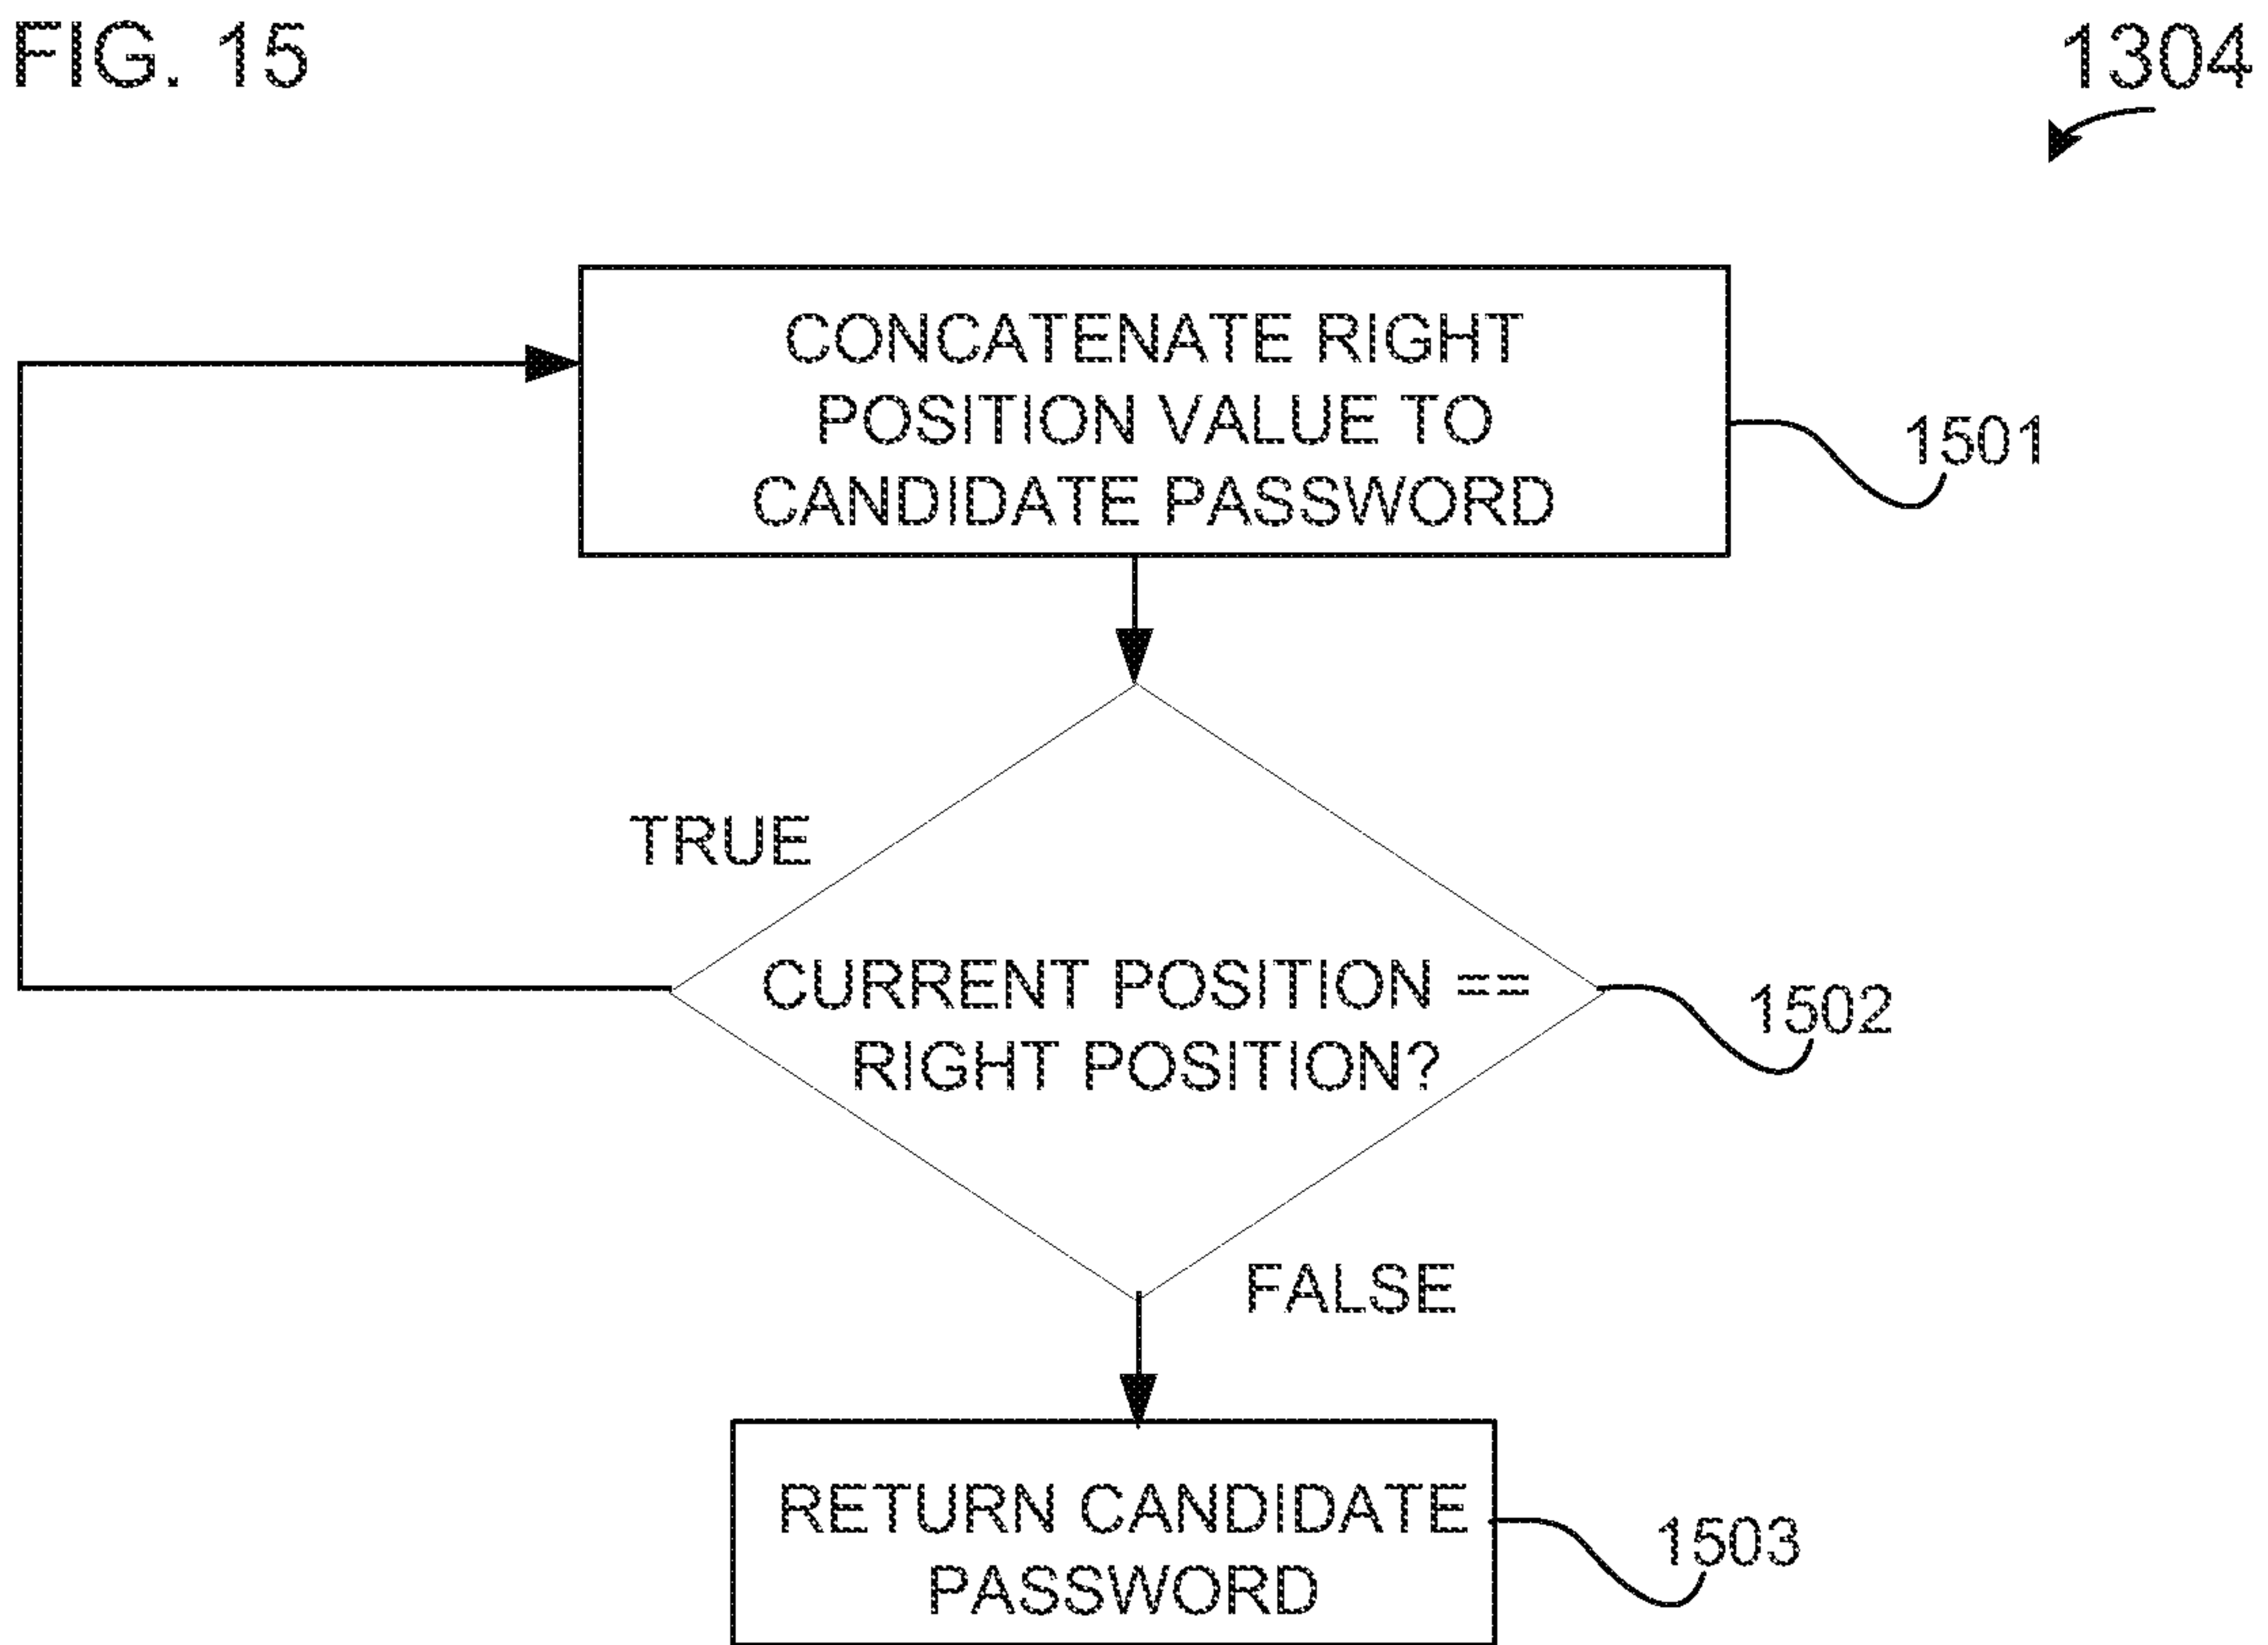 FIG. 15
1304
CONCATENATE RIGHT
POSITION VALUE TO
CANDIDATE PASSWORD
1501
TRUE
CURRENT POSITION ==
RIGHT POSITION?
1502
FALSE
RETURN CANDIDATE
PASSWORD
1503